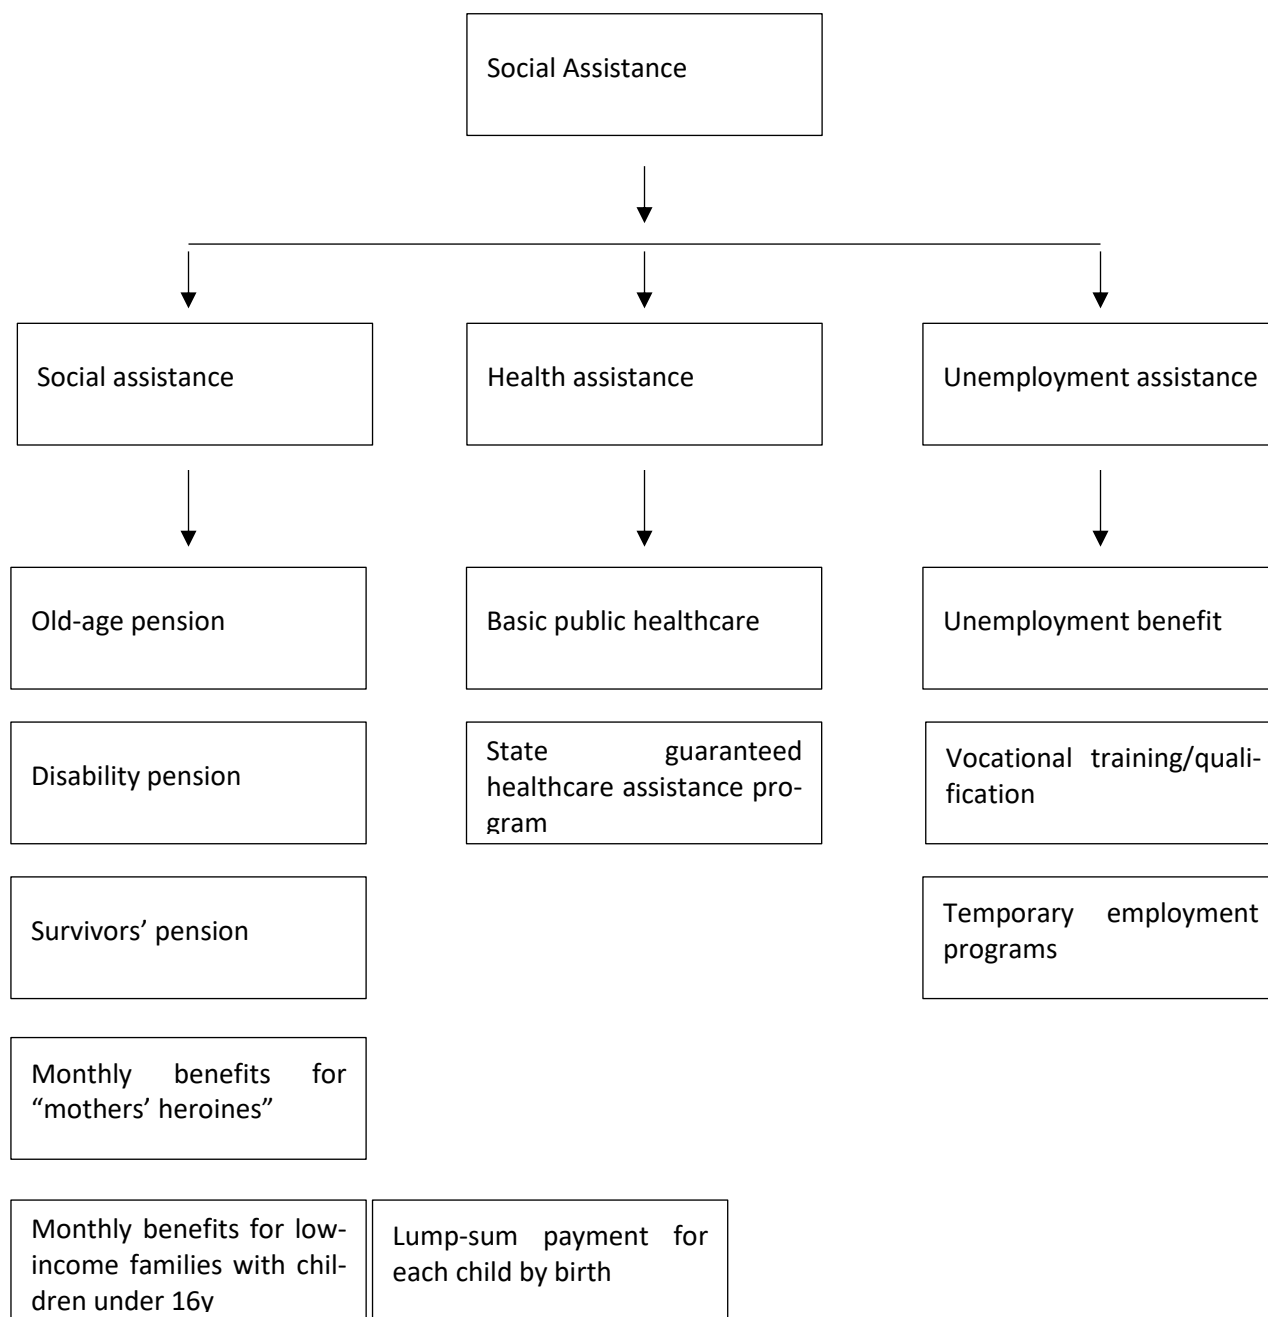 Social Assistance
Social assistance
Health assistance
Unemployment assistance
Old-age pension
Basic public healthcare
Unemployment benefit
Disability pension
State guaranteed
healthcare assistance pro-
gram
Vocational training/quali-
fication
Survivors’ pension
Temporary employment
programs
Monthly benefits for
“mothers’ heroines”
Monthly benefits for low-
income families with chil-
dren under 16y
Lump-sum payment for
each child by birth